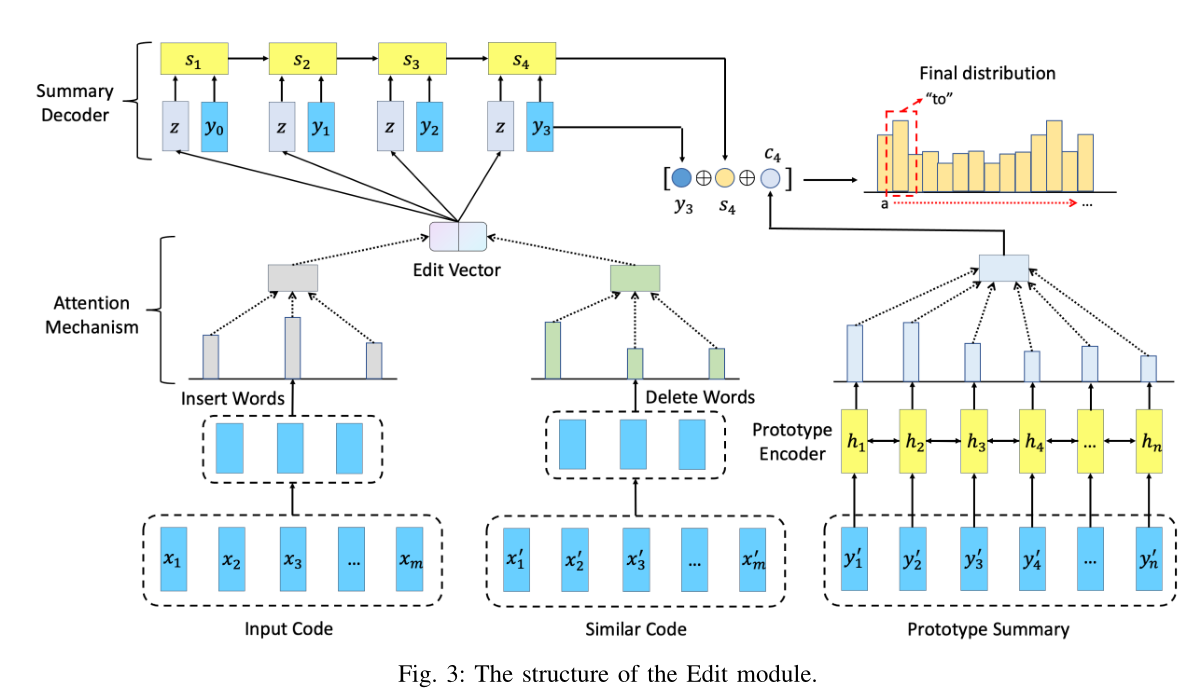 s1 s2 s3 s4
Summary
Decoder
z y0 z y1 z y2 z y3
Final distribution
"to"
a ...
[ ⊕ ⊕ ]
c4
y3 s4
Edit Vector
Attention
Mechanism
Insert Words
Delete Words
Prototype
Encoder
h1 h2 h3 h4 ... hn
x1 x2 x3 ... xm
x′1 x′2 x′3 ... x′m
y′1 y′2 y′3 y′4 ... y′n
Input Code
Similar Code
Prototype Summary
Fig. 3: The structure of the Edit module.